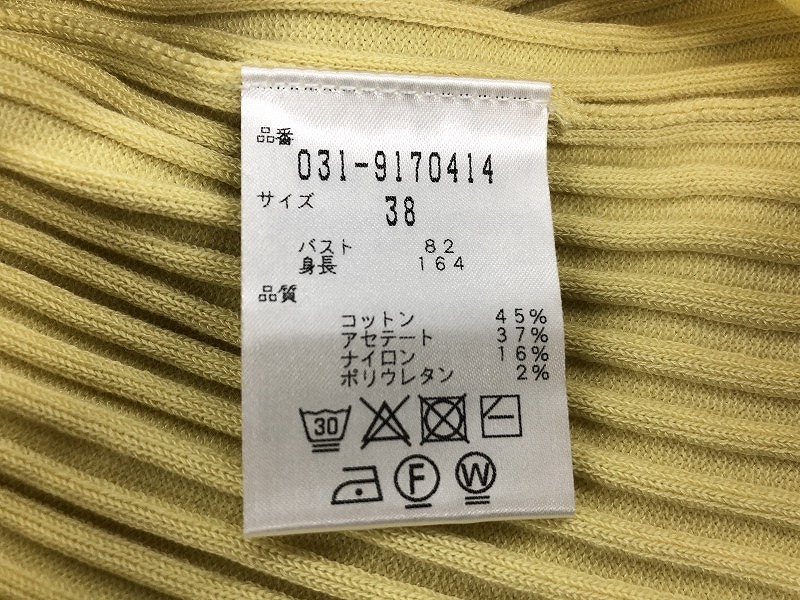 品番
031-9170414
サイズ 38
バスト 82
身長 164
品質
コットン 45%
アセテート 37%
ナイロン 16%
ポリウレタン 2%
30
F W